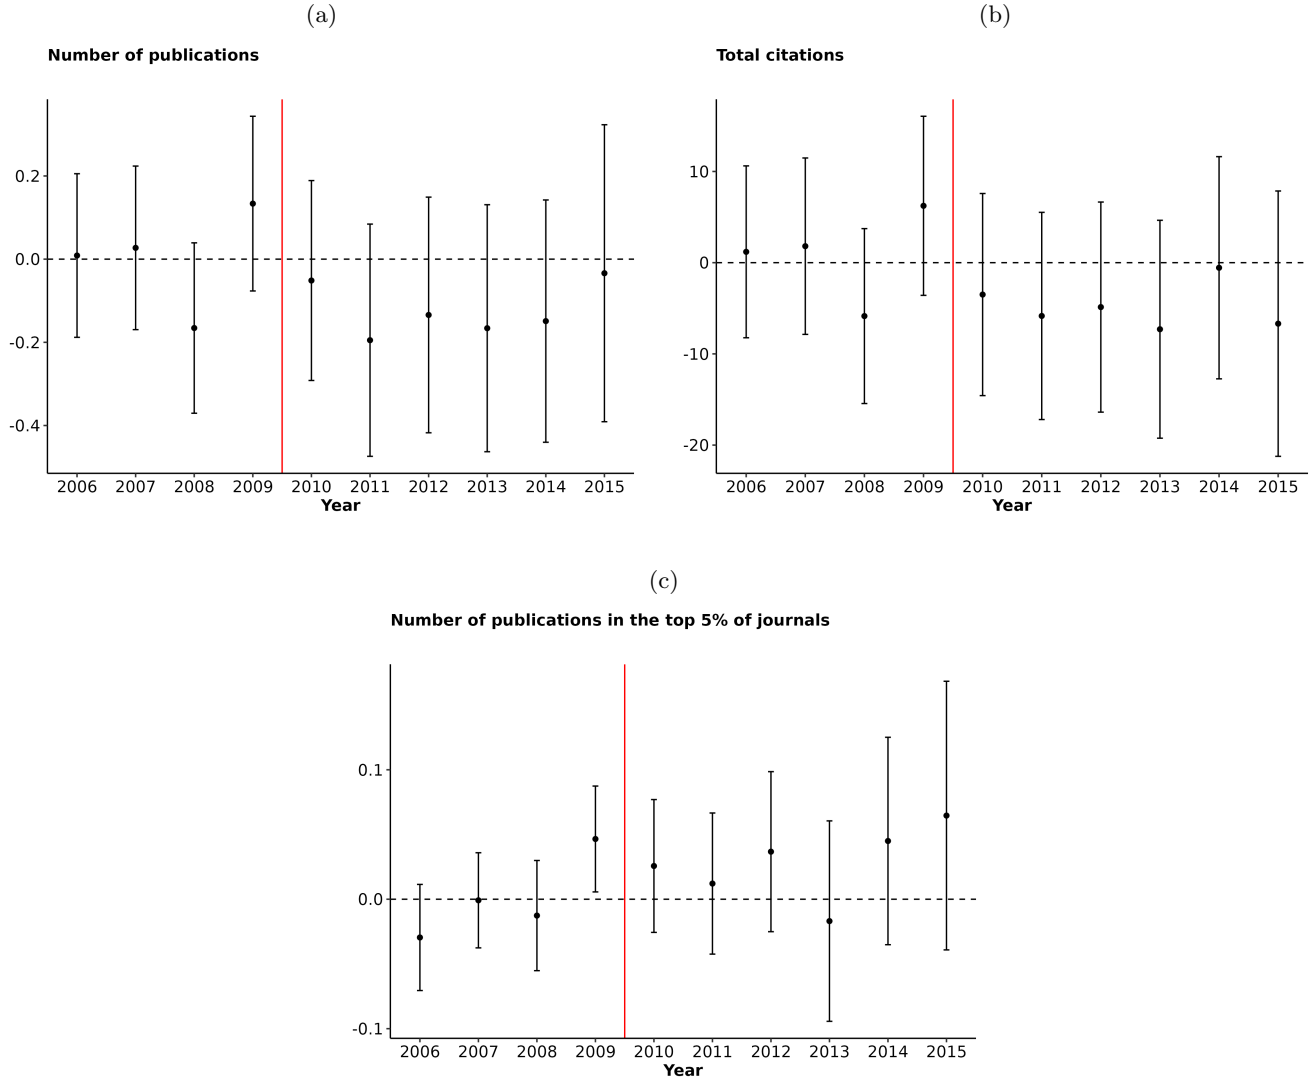 (a)
Number of publications
0.2
0.0
-0.2
-0.4
2006 2007 2008 2009 2010 2011 2012 2013 2014 2015
Year
(b)
Total citations
10
0
-10
-20
2006 2007 2008 2009 2010 2011 2012 2013 2014 2015
Year
(c)
Number of publications in the top 5% of journals
0.1
0.0
-0.1
2006 2007 2008 2009 2010 2011 2012 2013 2014 2015
Year